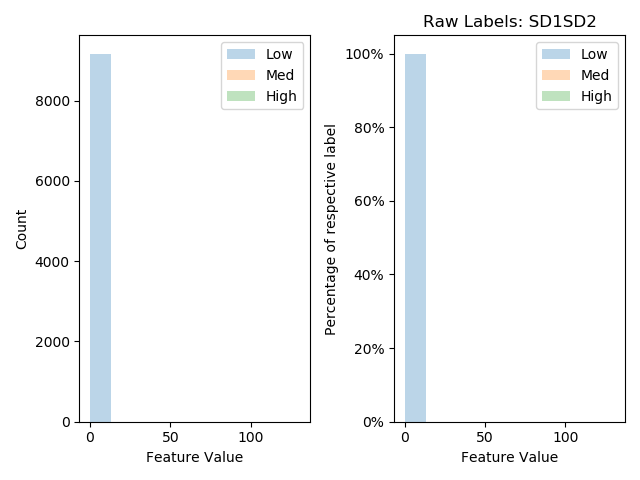 Raw Labels: SD1SD2
Count
8000
6000
4000
2000
0
0 50 100
Feature Value
Low
Med
High
Percentage of respective label
100%
80%
60%
40%
20%
0%
0 50 100
Feature Value
Low
Med
High